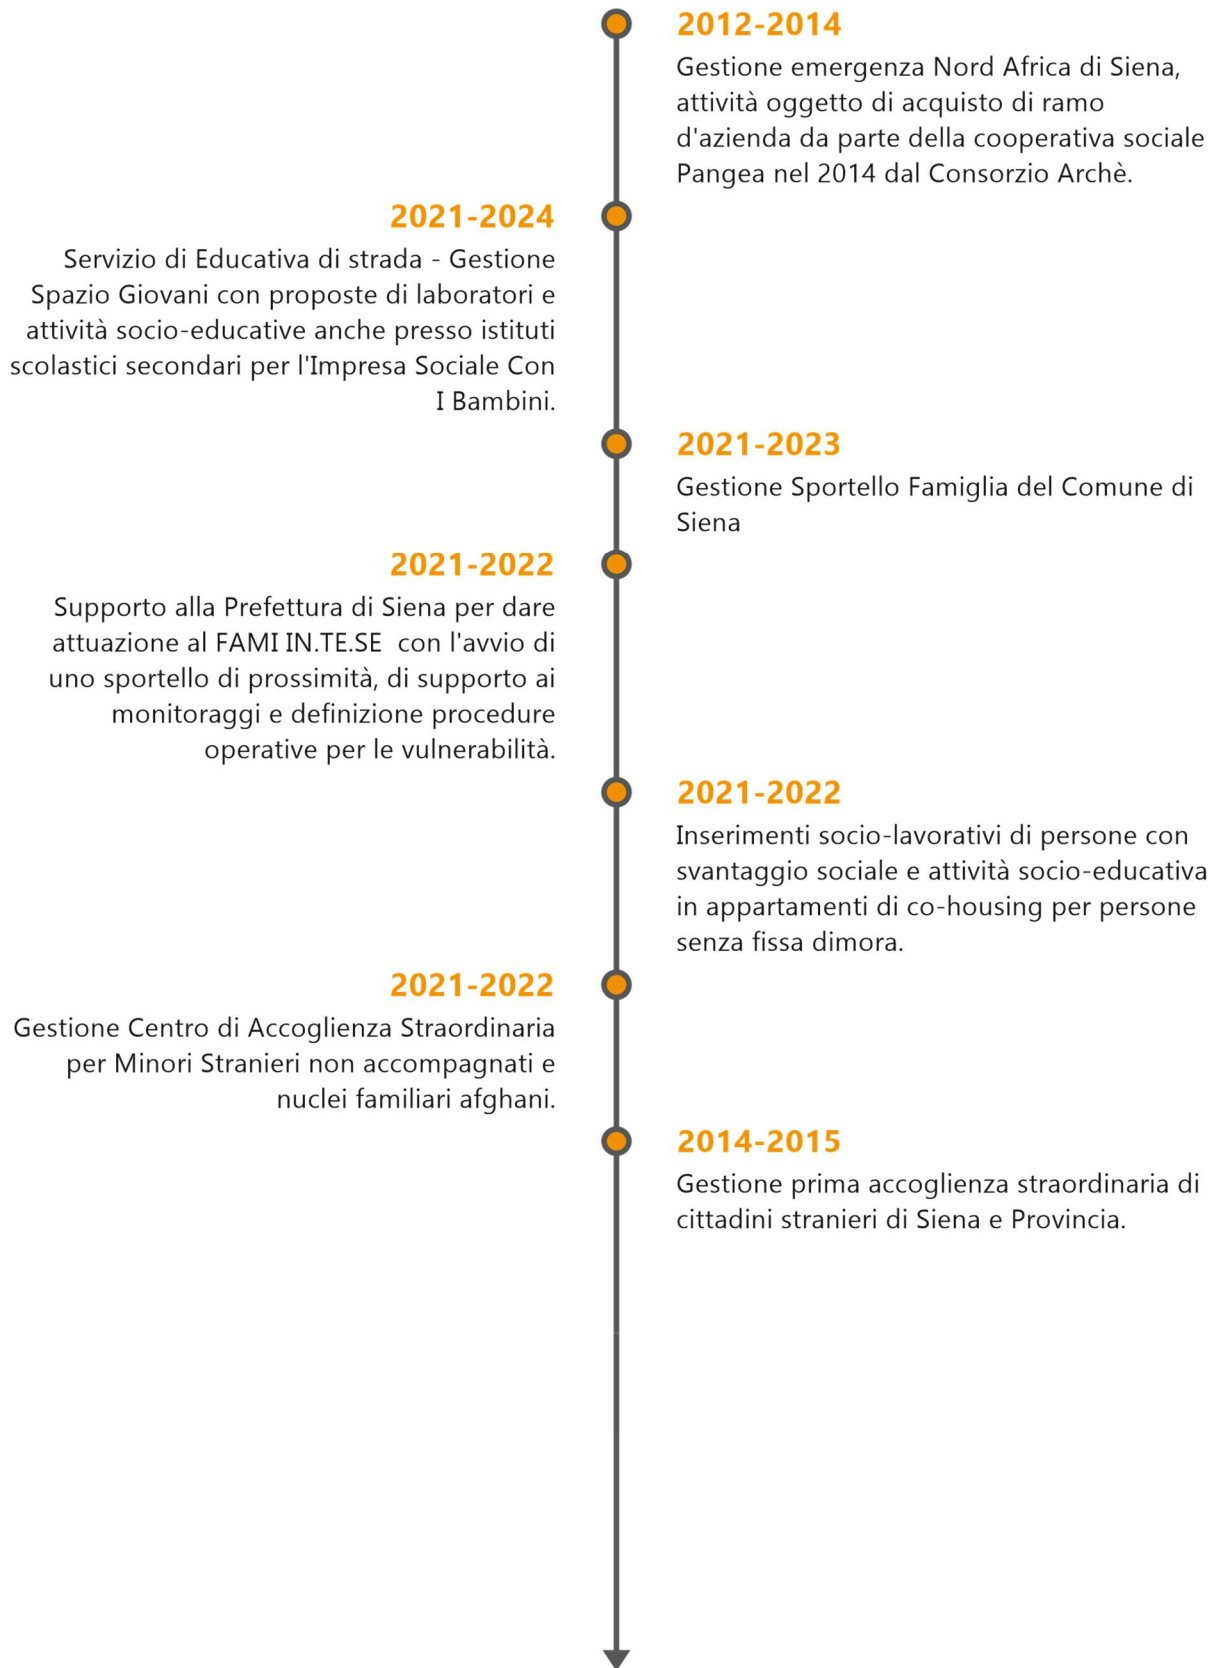 2012-2014
Gestione emergenza Nord Africa di Siena,
attività oggetto di acquisto di ramo
d'azienda da parte della cooperativa sociale
Pangea nel 2014 dal Consorzio Archè.
2021-2024
Servizio di Educativa di strada - Gestione
Spazio Giovani con proposte di laboratori e
attività socio-educative anche presso istituti
scolastici secondari per l'Impresa Sociale Con
I Bambini.
2021-2023
Gestione Sportello Famiglia del Comune di
Siena
2021-2022
Supporto alla Prefettura di Siena per dare
attuazione al FAMI IN.TE.SE  con l'avvio di
uno sportello di prossimità, di supporto ai
monitoraggi e definizione procedure
operative per le vulnerabilità.
2021-2022
Inserimenti socio-lavorativi di persone con
svantaggio sociale e attività socio-educativa
in appartamenti di co-housing per persone
senza fissa dimora.
2021-2022
Gestione Centro di Accoglienza Straordinaria
per Minori Stranieri non accompagnati e
nuclei familiari afghani.
2014-2015
Gestione prima accoglienza straordinaria di
cittadini stranieri di Siena e Provincia.